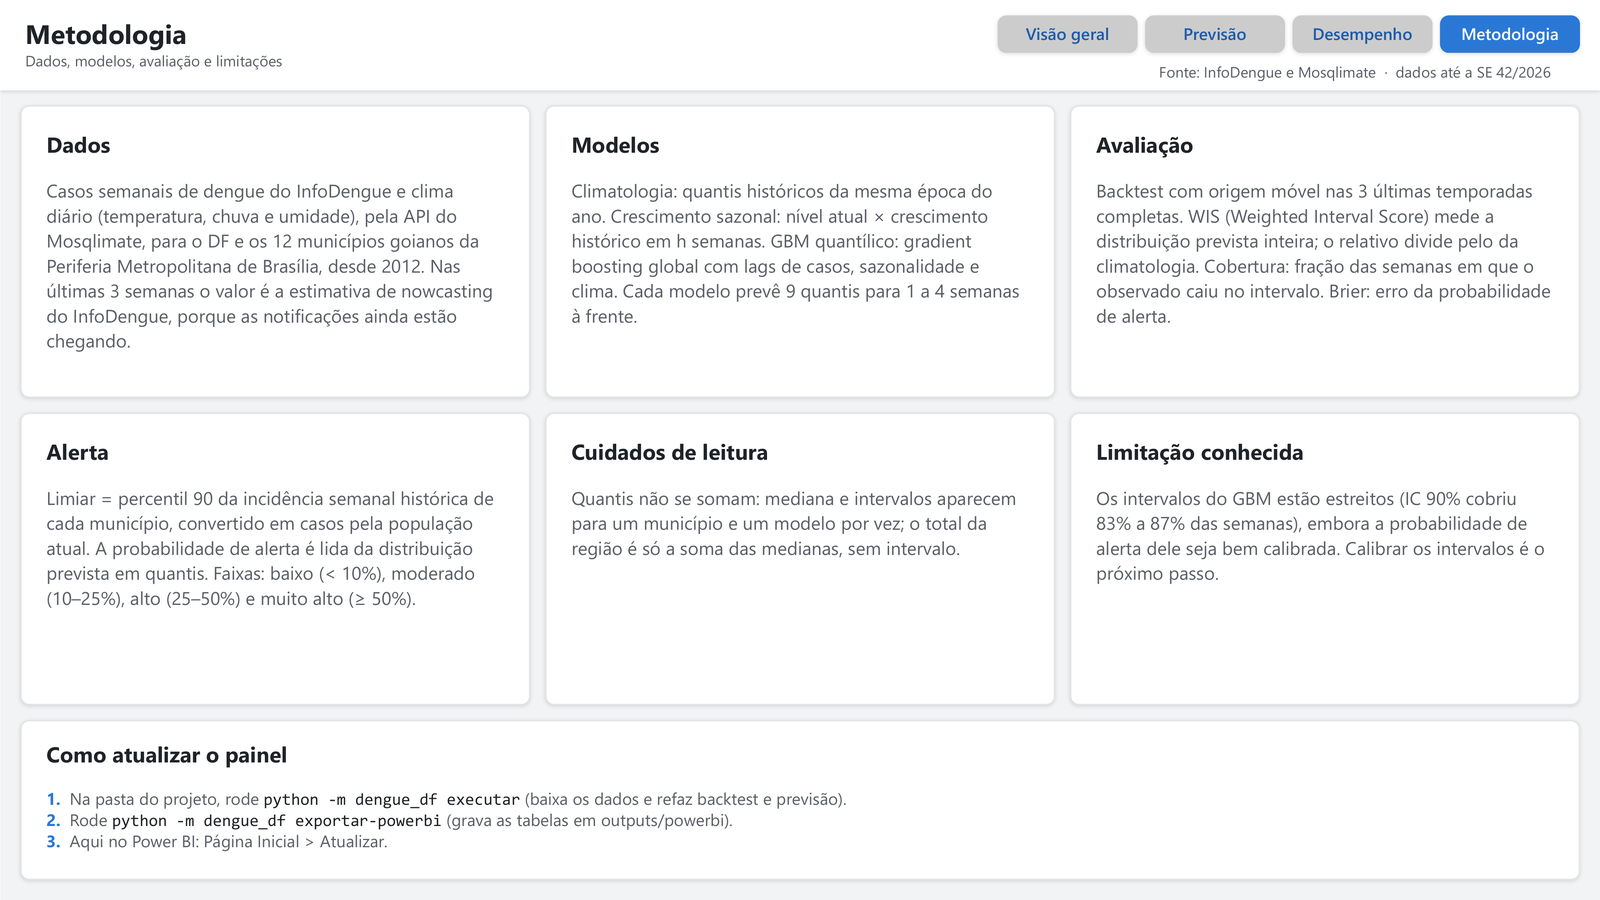 Metodologia
Dados, modelos, avaliação e limitações
Visão geral
Previsão
Desempenho
Metodologia
Fonte: InfoDengue e Mosqlimate · dados até a SE 42/2026
Dados
Casos semanais de dengue do InfoDengue e clima
diário (temperatura, chuva e umidade), pela API do
Mosqlimate, para o DF e os 12 municípios goianos da
Periferia Metropolitana de Brasília, desde 2012. Nas
últimas 3 semanas o valor é a estimativa de nowcasting
do InfoDengue, porque as notificações ainda estão
chegando.
Modelos
Climatologia: quantis históricos da mesma época do
ano. Crescimento sazonal: nível atual × crescimento
histórico em h semanas. GBM quantílico: gradient
boosting global com lags de casos, sazonalidade e
clima. Cada modelo prevê 9 quantis para 1 a 4 semanas
à frente.
Avaliação
Backtest com origem móvel nas 3 últimas temporadas
completas. WIS (Weighted Interval Score) mede a
distribuição prevista inteira; o relativo divide pelo da
climatologia. Cobertura: fração das semanas em que o
observado caiu no intervalo. Brier: erro da probabilidade
de alerta.
Alerta
Limiar = percentil 90 da incidência semanal histórica de
cada município, convertido em casos pela população
atual. A probabilidade de alerta é lida da distribuição
prevista em quantis. Faixas: baixo (< 10%), moderado
(10–25%), alto (25–50%) e muito alto (≥ 50%).
Cuidados de leitura
Quantis não se somam: mediana e intervalos aparecem
para um município e um modelo por vez; o total da
região é só a soma das medianas, sem intervalo.
Limitação conhecida
Os intervalos do GBM estão estreitos (IC 90% cobriu
83% a 87% das semanas), embora a probabilidade de
alerta dele seja bem calibrada. Calibrar os intervalos é o
próximo passo.
Como atualizar o painel
1. Na pasta do projeto, rode python -m dengue_df executar (baixa os dados e refaz backtest e previsão).
2. Rode python -m dengue_df exportar-powerbi (grava as tabelas em outputs/powerbi).
3. Aqui no Power BI: Página Inicial > Atualizar.